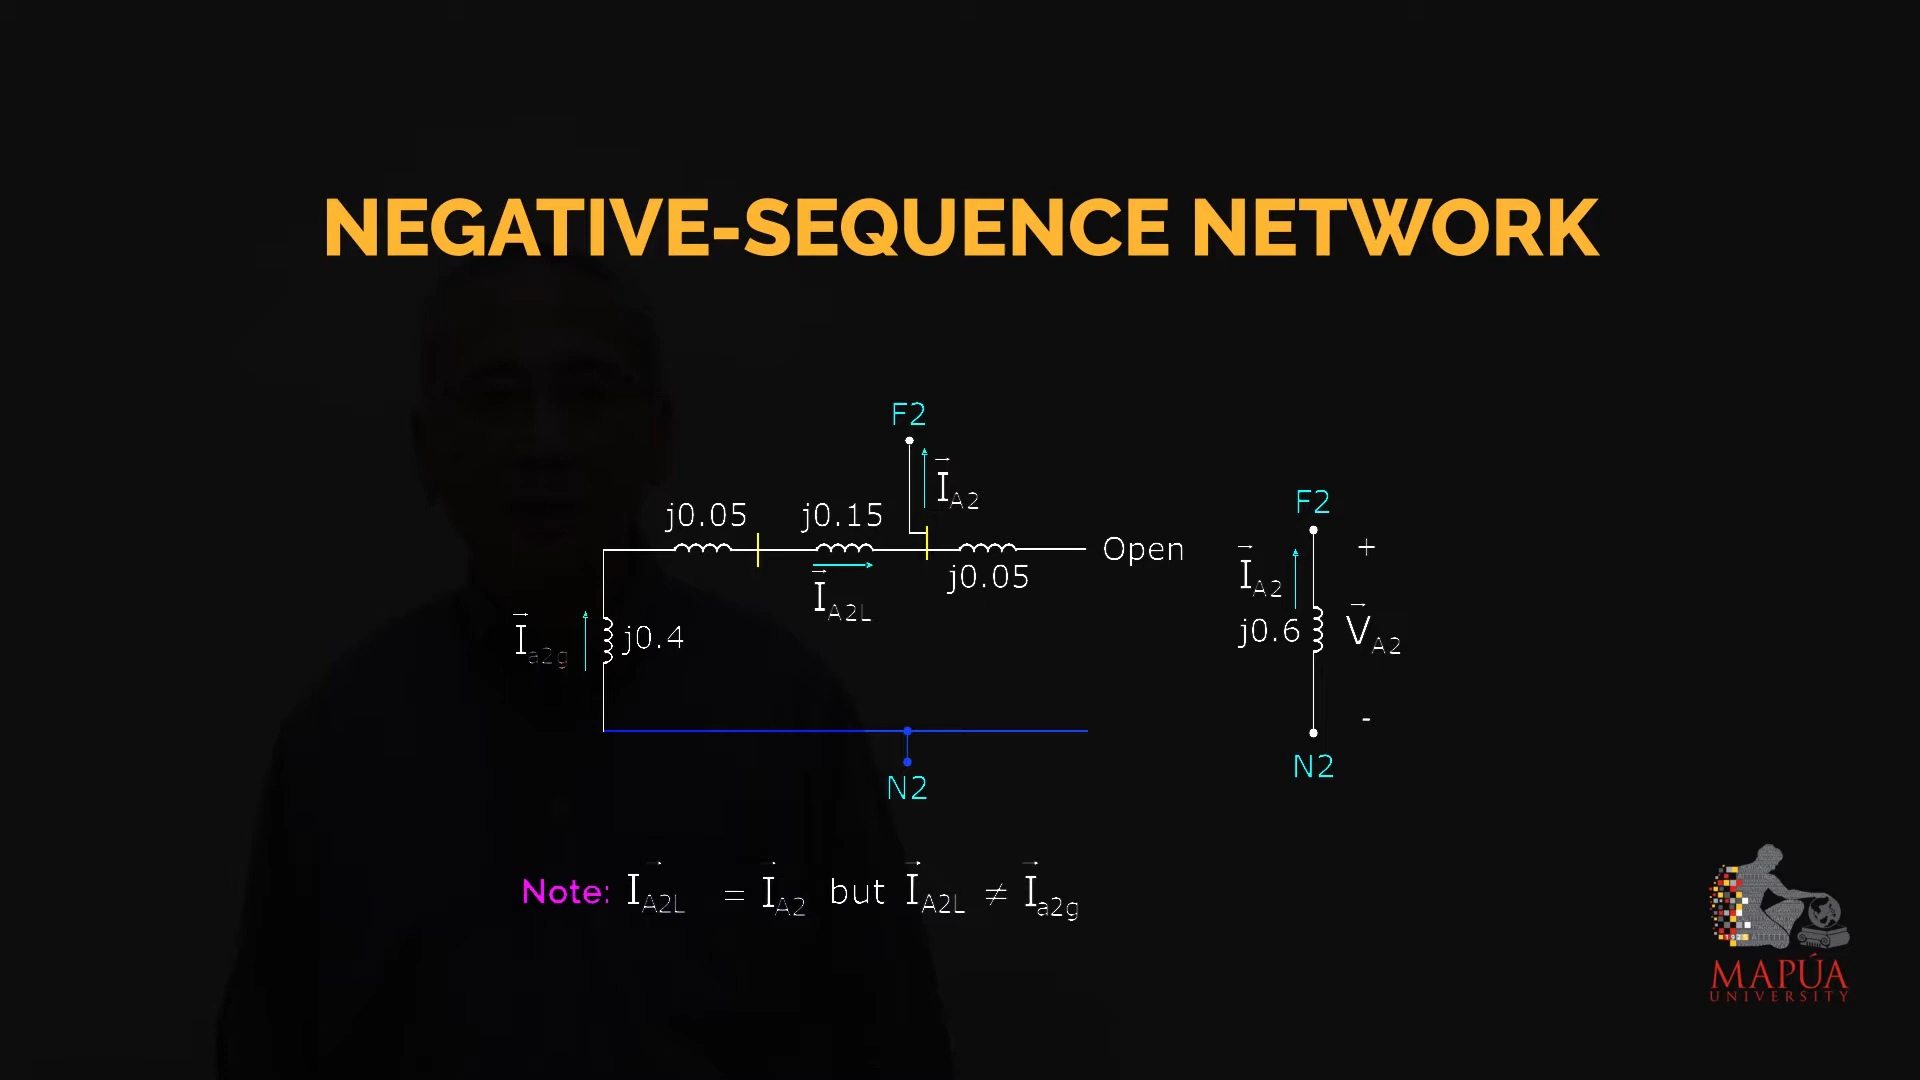 NEGATIVE-SEQUENCE NETWORK
F2
I⃗A2
j0.05
j0.15
Open
j0.05
I⃗A2L
I⃗a2g
j0.4
N2
F2
+
I⃗A2
j0.6
V⃗A2
-
N2
Note: I⃗A2L = I⃗A2 but I⃗A2L ≠ I⃗a2g
MAPÚA
UNIVERSITY